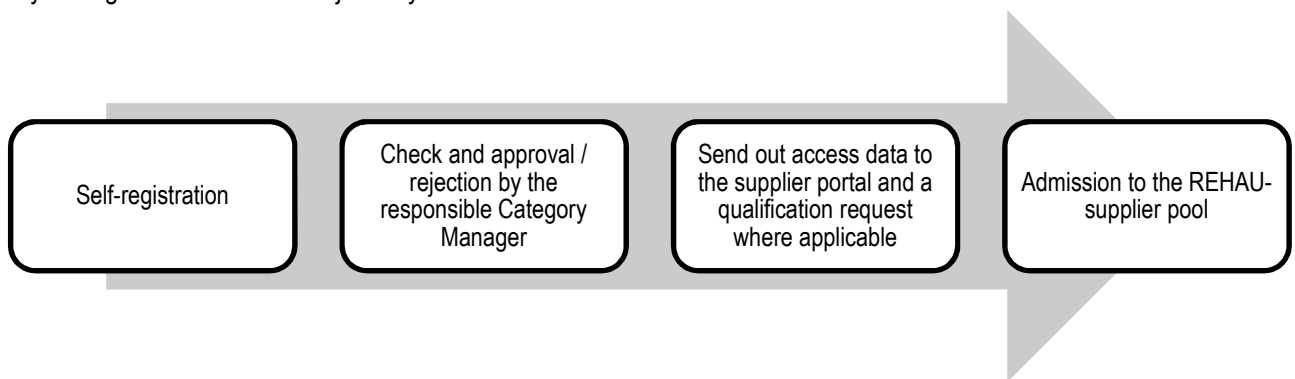 Self-registration
Check and approval /
rejection by the
responsible Category
Manager
Send out access data to
the supplier portal and a
qualification request
where applicable
Admission to the REHAU-
supplier pool